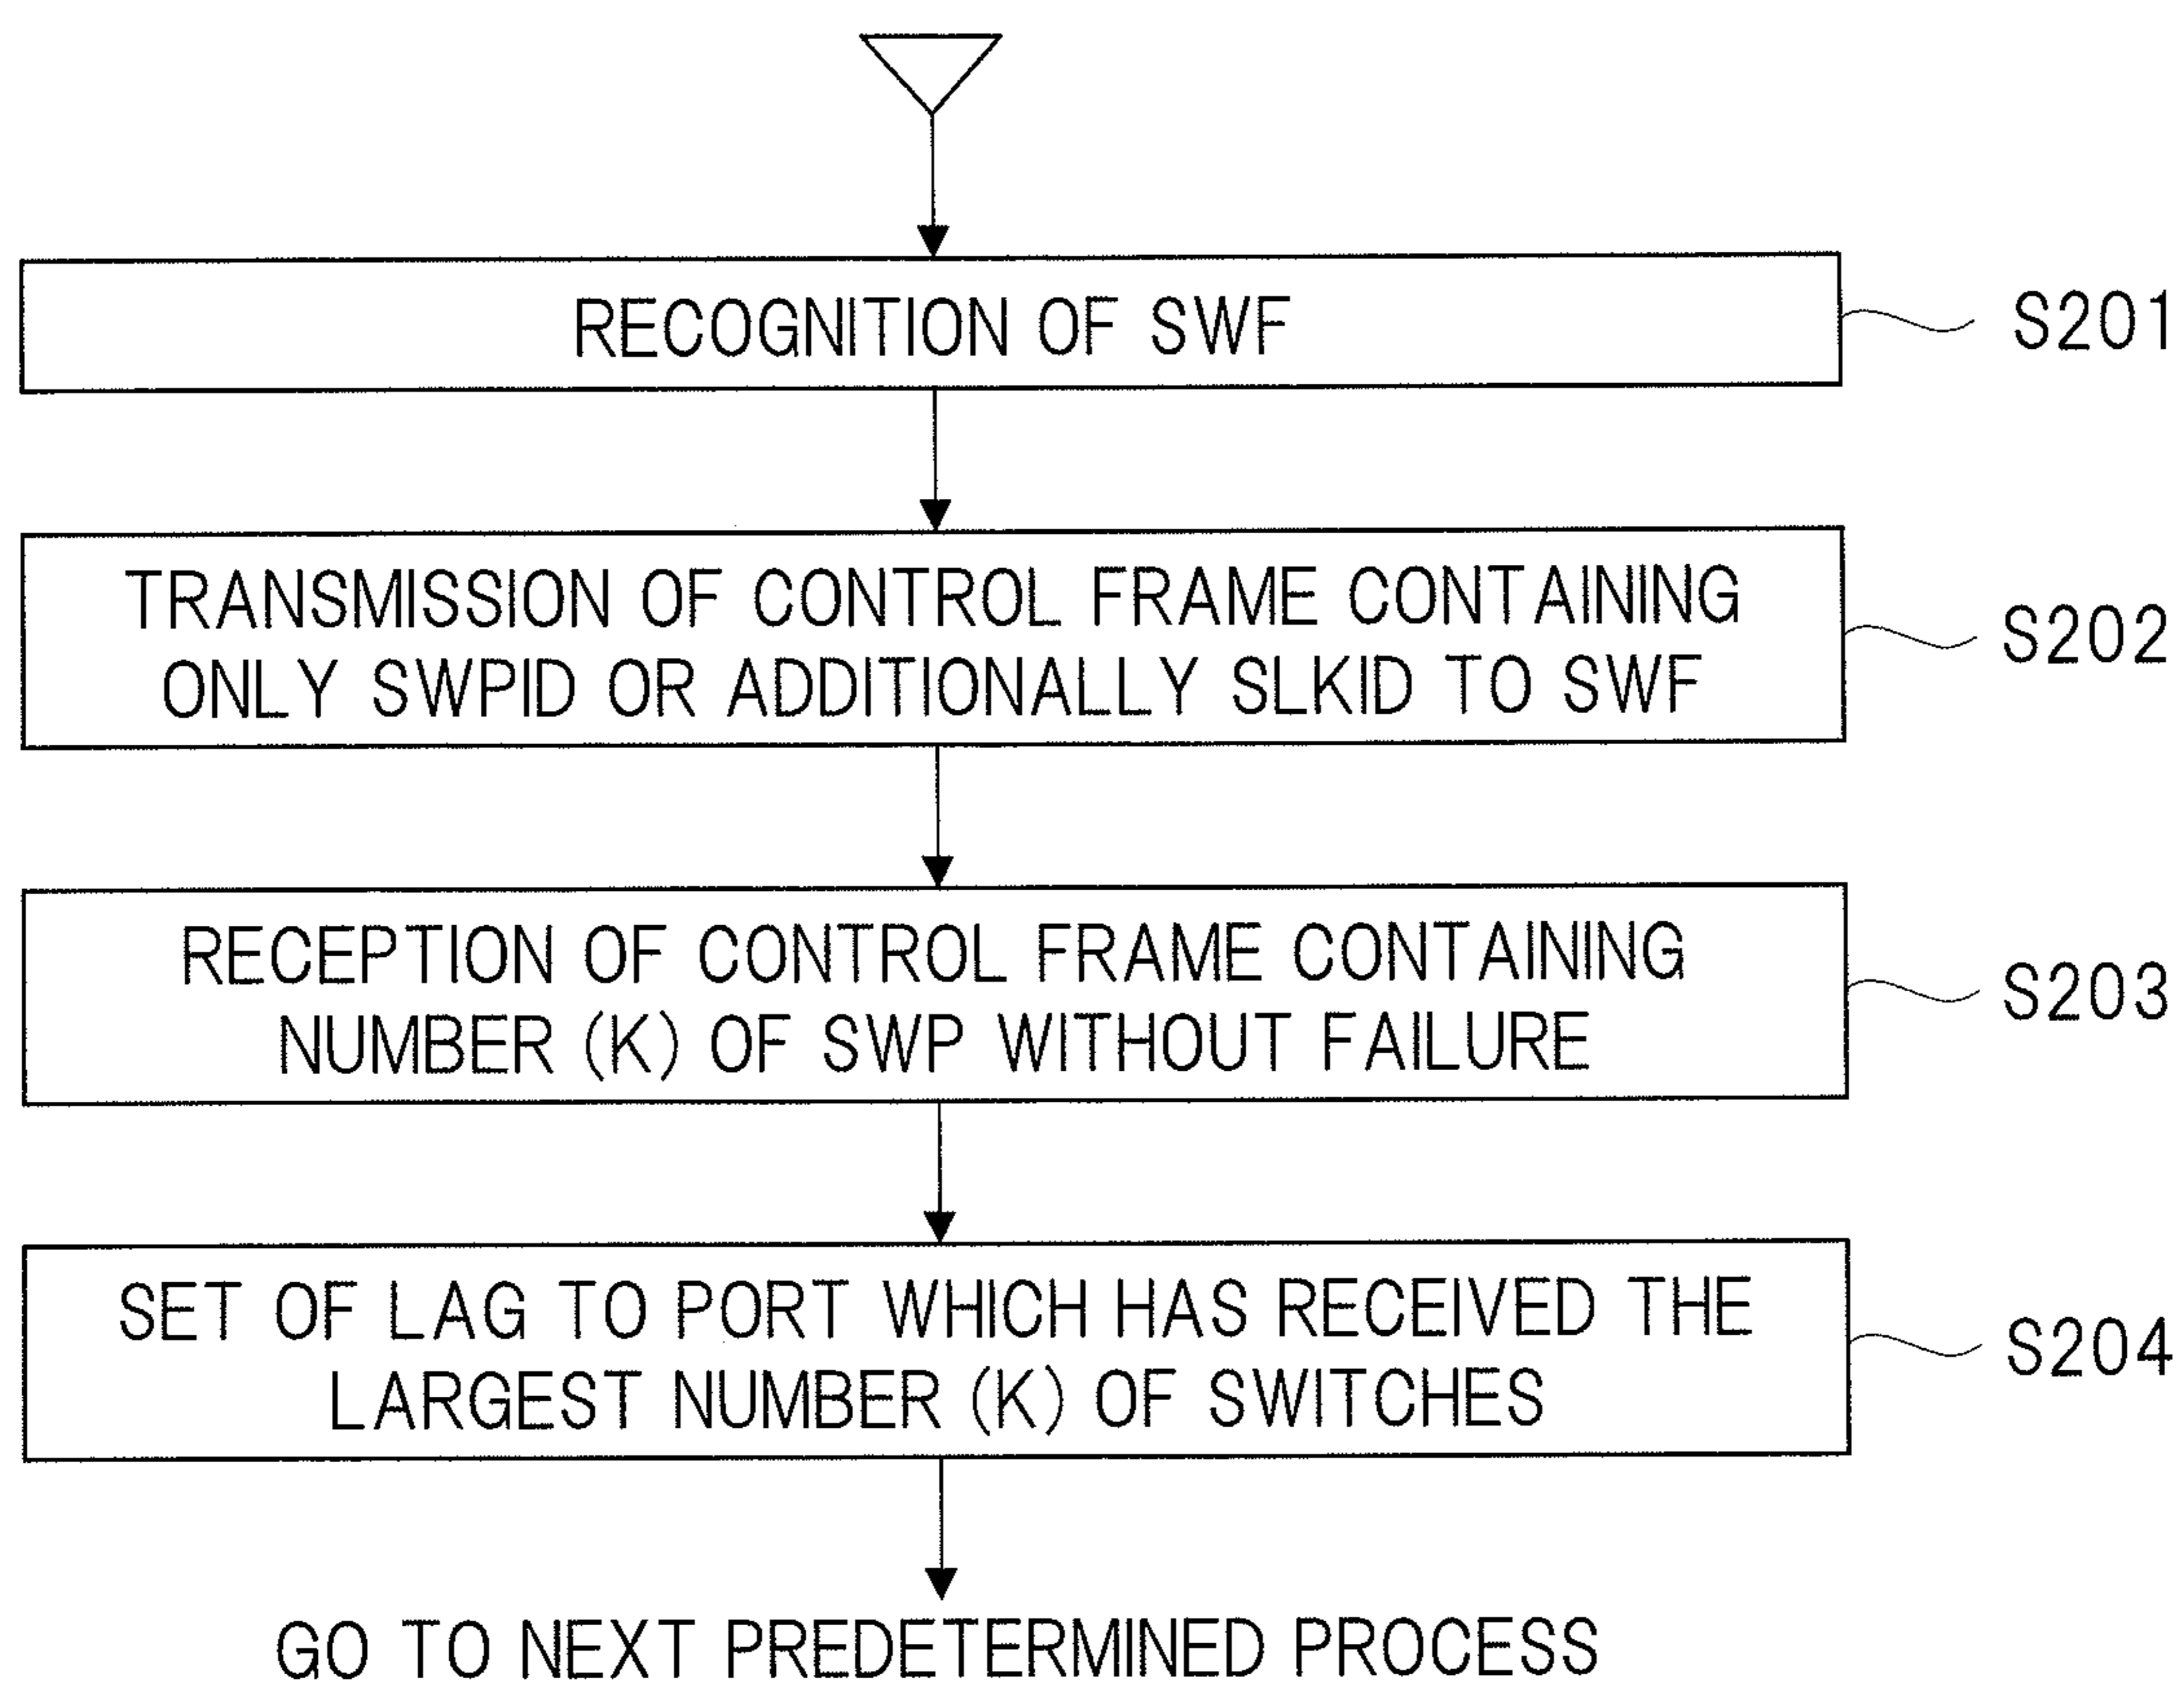 RECOGNITION OF SWF
S201
TRANSMISSION OF CONTROL FRAME CONTAINING
ONLY SWPID OR ADDITIONALLY SLKID TO SWF
S202
RECEPTION OF CONTROL FRAME CONTAINING
NUMBER (K) OF SWP WITHOUT FAILURE
S203
SET OF LAG TO PORT WHICH HAS RECEIVED THE
LARGEST NUMBER (K) OF SWITCHES
S204
GO TO NEXT PREDETERMINED PROCESS